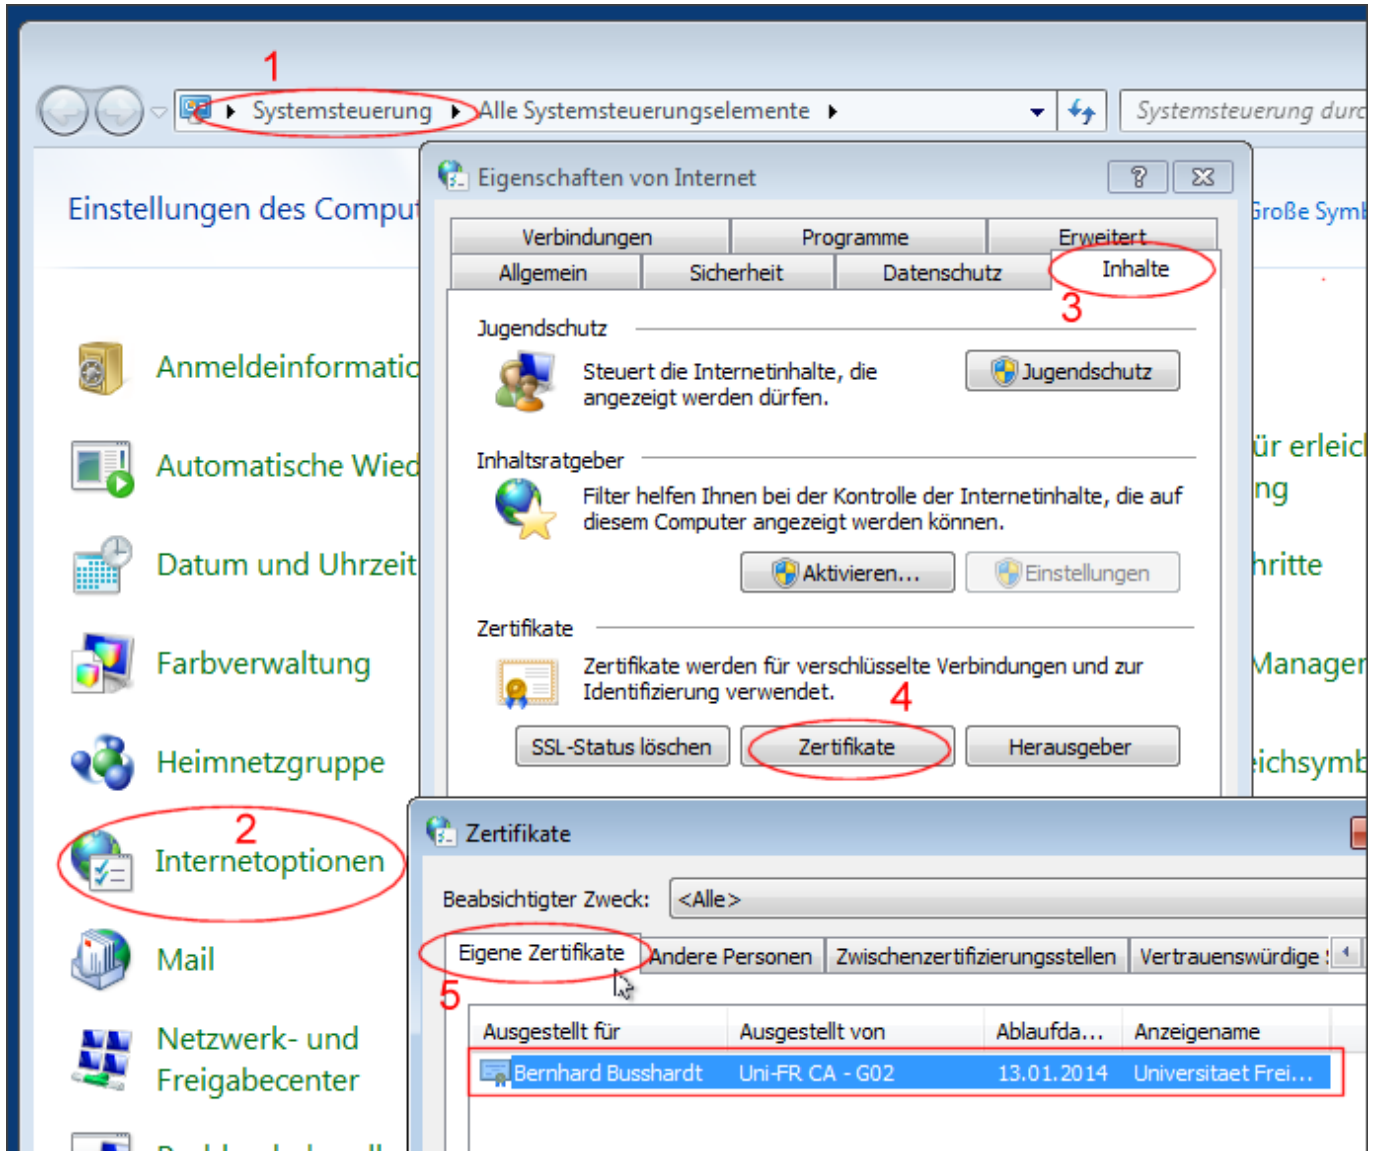 1
Systemsteuerung
Alle Systemsteuerungselemente
Systemsteuerung durc
Einstellungen des Comput
Große Symb
Anmeldeinformatio
Automatische Wied
Datum und Uhrzeit
Farbverwaltung
Heimnetzgruppe
2
Internetoptionen
Mail
Netzwerk- und
Freigabecenter
ür erleic
ng
hritte
Manager
eichsymb
Eigenschaften von Internet
Verbindungen
Programme
Erweitert
Allgemein
Sicherheit
Datenschutz
Inhalte
3
Jugendschutz
Steuert die Internetinhalte, die
angezeigt werden dürfen.
Jugendschutz
Inhaltsratgeber
Filter helfen Ihnen bei der Kontrolle der Internetinhalte, die auf
diesem Computer angezeigt werden können.
Aktivieren...
Einstellungen
Zertifikate
Zertifikate werden für verschlüsselte Verbindungen und zur
Identifizierung verwendet.
4
SSL-Status löschen
Zertifikate
Herausgeber
Zertifikate
Beabsichtigter Zweck:
<Alle>
Eigene Zertifikate
Andere Personen
Zwischenzertifizierungsstellen
Vertrauenswürdige
5
Ausgestellt für
Ausgestellt von
Ablaufda...
Anzeigename
Bernhard Busshardt
Uni-FR CA - G02
13.01.2014
Universitaet Frei...